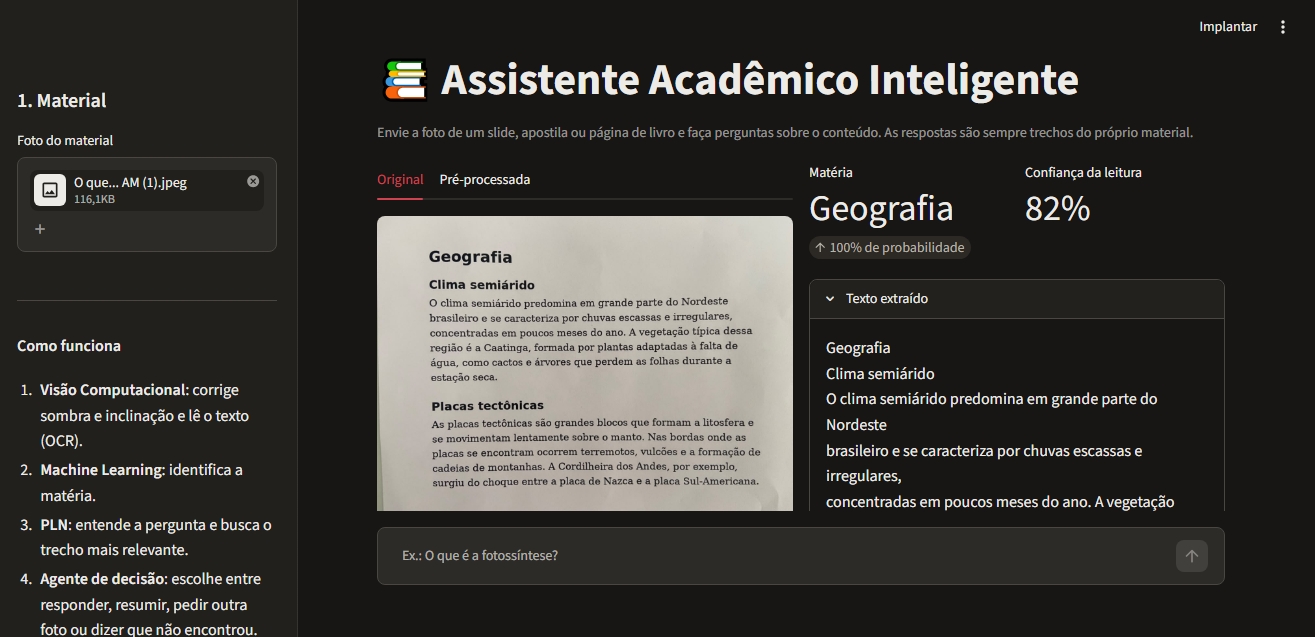 Implantar
1. Material
Foto do material
O que... AM (1).jpeg
116,1KB
Como funciona
1. Visão Computacional: corrige
sombra e inclinação e lê o texto
(OCR).
2. Machine Learning: identifica a
matéria.
3. PLN: entende a pergunta e busca o
trecho mais relevante.
4. Agente de decisão: escolhe entre
responder, resumir, pedir outra
foto ou dizer que não encontrou.
Assistente Acadêmico Inteligente
Envie a foto de um slide, apostila ou página de livro e faça perguntas sobre o conteúdo. As respostas são sempre trechos do próprio material.
Original
Pré-processada
Geografia
Clima semiárido
O clima semiárido predomina em grande parte do Nordeste
brasileiro e se caracteriza por chuvas escassas e irregulares,
concentradas em poucos meses do ano. A vegetação típica dessa
região é a Caatinga, formada por plantas adaptadas à falta de
água, como cactos e árvores que perdem as folhas durante a
estação seca.
Placas tectônicas
As placas tectônicas são grandes blocos que formam a litosfera e
se movimentam lentamente sobre o manto. Nas bordas onde as
placas se encontram ocorrem terremotos, vulcões e a formação de
cadeias de montanhas. A Cordilheira dos Andes, por exemplo,
surgiu do choque entre a placa de Nazca e a placa Sul-Americana.
Matéria
Geografia
↑ 100% de probabilidade
Confiança da leitura
82%
Texto extraído
Geografia
Clima semiárido
O clima semiárido predomina em grande parte do
Nordeste
brasileiro e se caracteriza por chuvas escassas e
irregulares,
concentradas em poucos meses do ano. A vegetação
Ex.: O que é a fotossíntese?